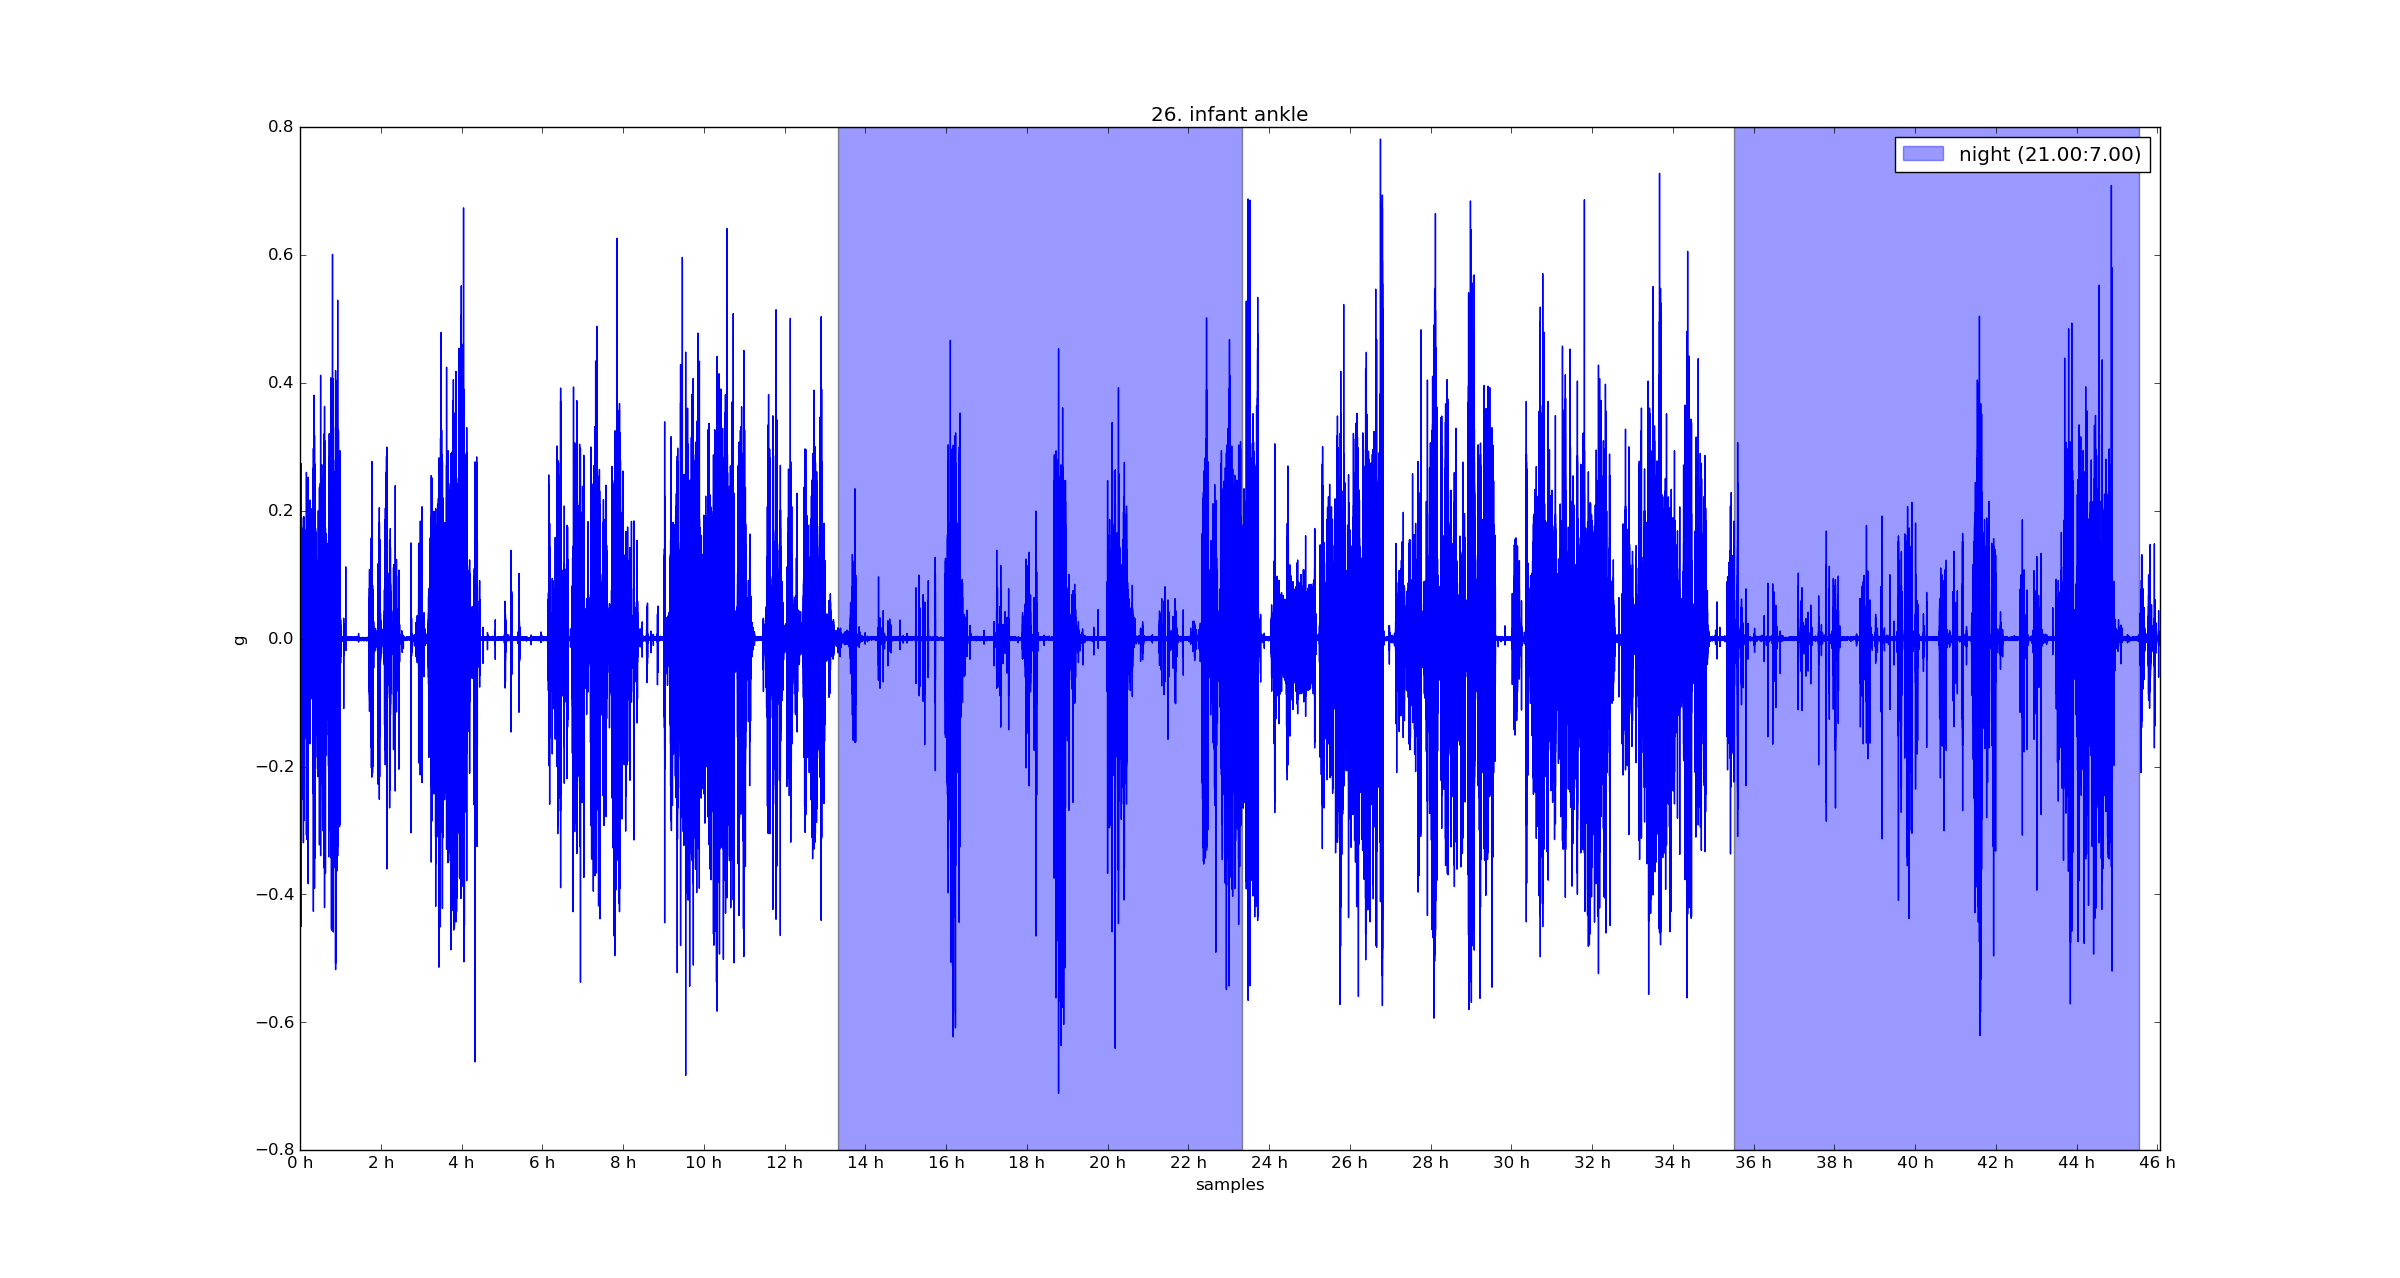 26. infant ankle
night (21.00:7.00)
0.8
0.6
0.4
0.2
0.0
−0.2
−0.4
−0.6
−0.8
g
0 h 2 h 4 h 6 h 8 h 10 h 12 h 14 h 16 h 18 h 20 h 22 h 24 h 26 h 28 h 30 h 32 h 34 h 36 h 38 h 40 h 42 h 44 h 46 h
samples